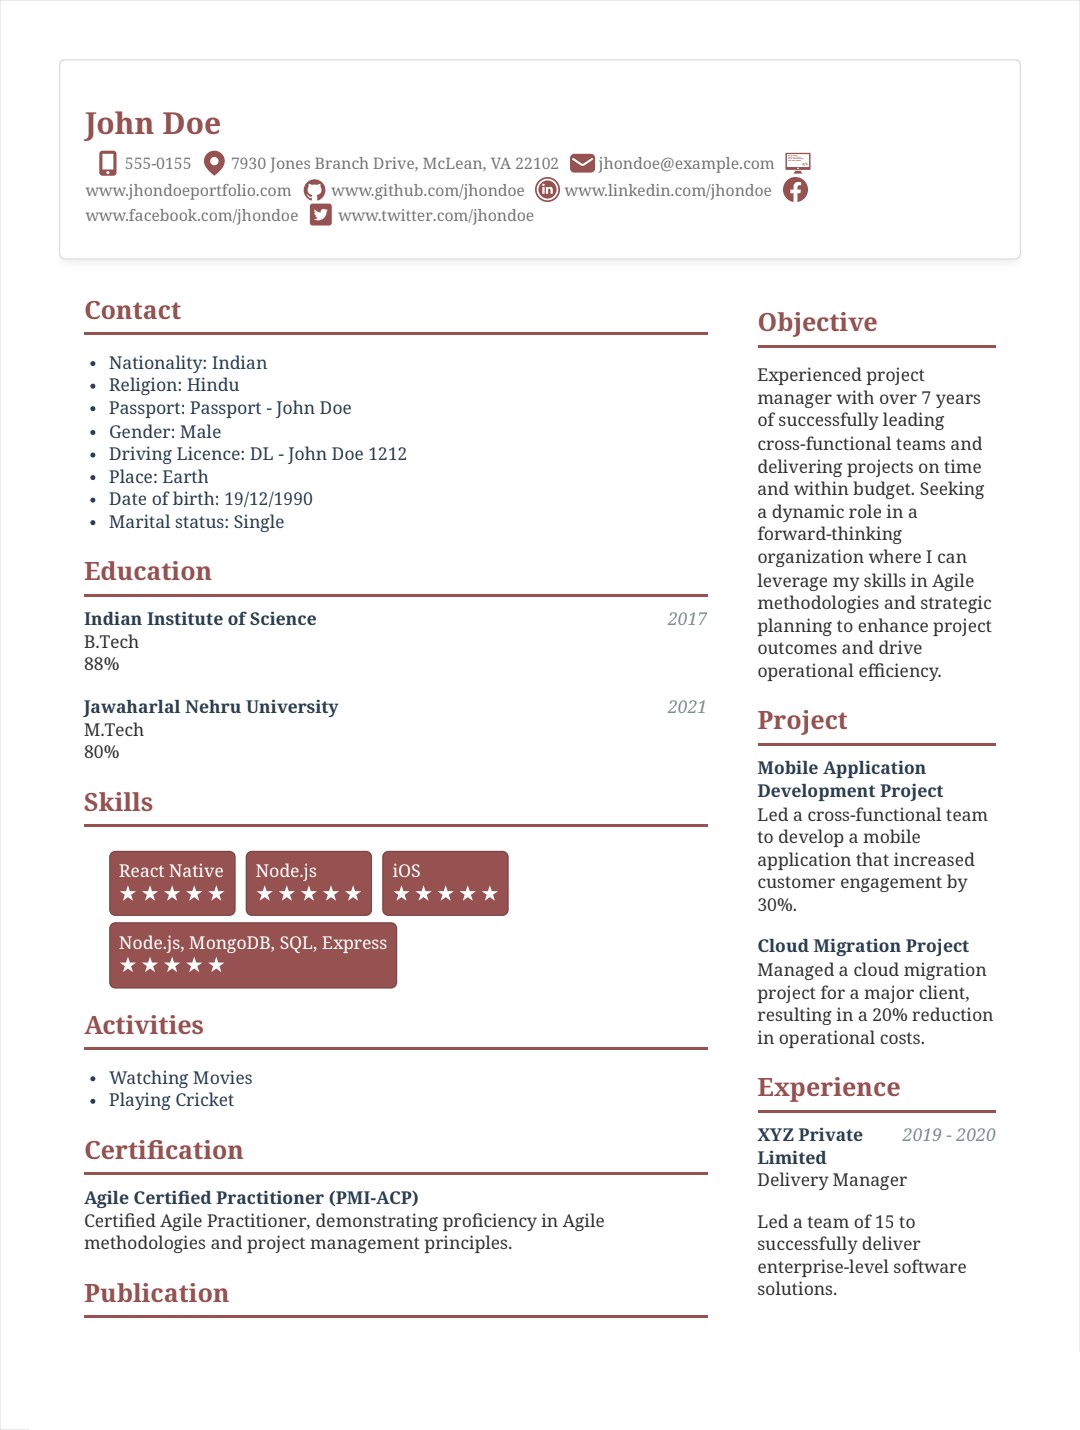 John Doe
555-0155 7930 Jones Branch Drive, McLean, VA 22102 jhondoe@example.com
www.jhondoeportfolio.com www.github.com/jhondoe www.linkedin.com/jhondoe
www.facebook.com/jhondoe www.twitter.com/jhondoe
Contact
• Nationality: Indian
• Religion: Hindu
• Passport: Passport - John Doe
• Gender: Male
• Driving Licence: DL - John Doe 1212
• Place: Earth
• Date of birth: 19/12/1990
• Marital status: Single
Education
Indian Institute of Science 2017
B.Tech
88%
Jawaharlal Nehru University 2021
M.Tech
80%
Skills
React Native Node.js iOS
★★★★★ ★★★★★ ★★★★★
Node.js, MongoDB, SQL, Express
★★★★★
Activities
• Watching Movies
• Playing Cricket
Certification
Agile Certified Practitioner (PMI-ACP)
Certified Agile Practitioner, demonstrating proficiency in Agile
methodologies and project management principles.
Publication
Objective
Experienced project
manager with over 7 years
of successfully leading
cross-functional teams and
delivering projects on time
and within budget. Seeking
a dynamic role in a
forward-thinking
organization where I can
leverage my skills in Agile
methodologies and strategic
planning to enhance project
outcomes and drive
operational efficiency.
Project
Mobile Application
Development Project
Led a cross-functional team
to develop a mobile
application that increased
customer engagement by
30%.
Cloud Migration Project
Managed a cloud migration
project for a major client,
resulting in a 20% reduction
in operational costs.
Experience
XYZ Private 2019 - 2020
Limited
Delivery Manager
Led a team of 15 to
successfully deliver
enterprise-level software
solutions.